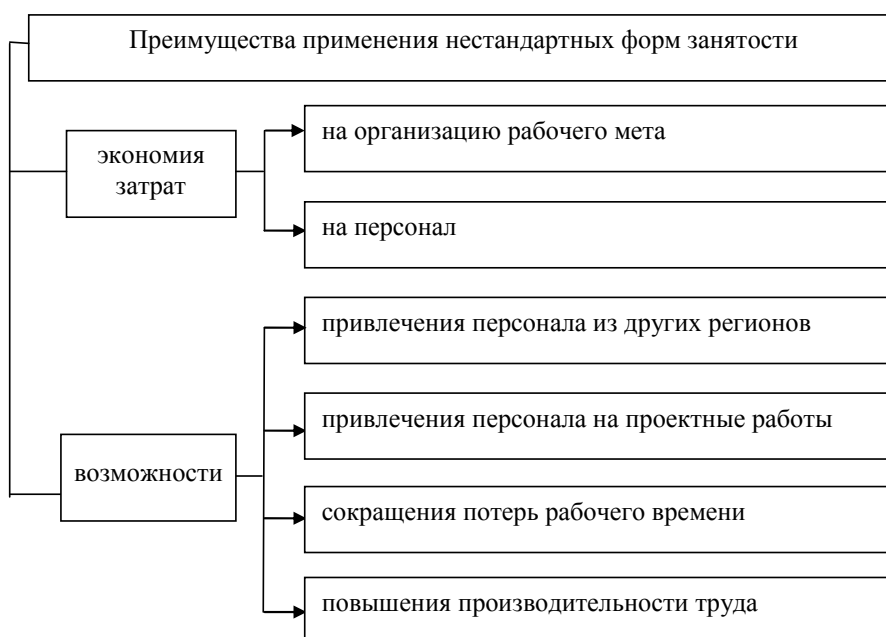 Преимущества применения нестандартных форм занятости
экономия
затрат
на организацию рабочего мета
на персонал
возможности
привлечения персонала из других регионов
привлечения персонала на проектные работы
сокращения потерь рабочего времени
повышения производительности труда